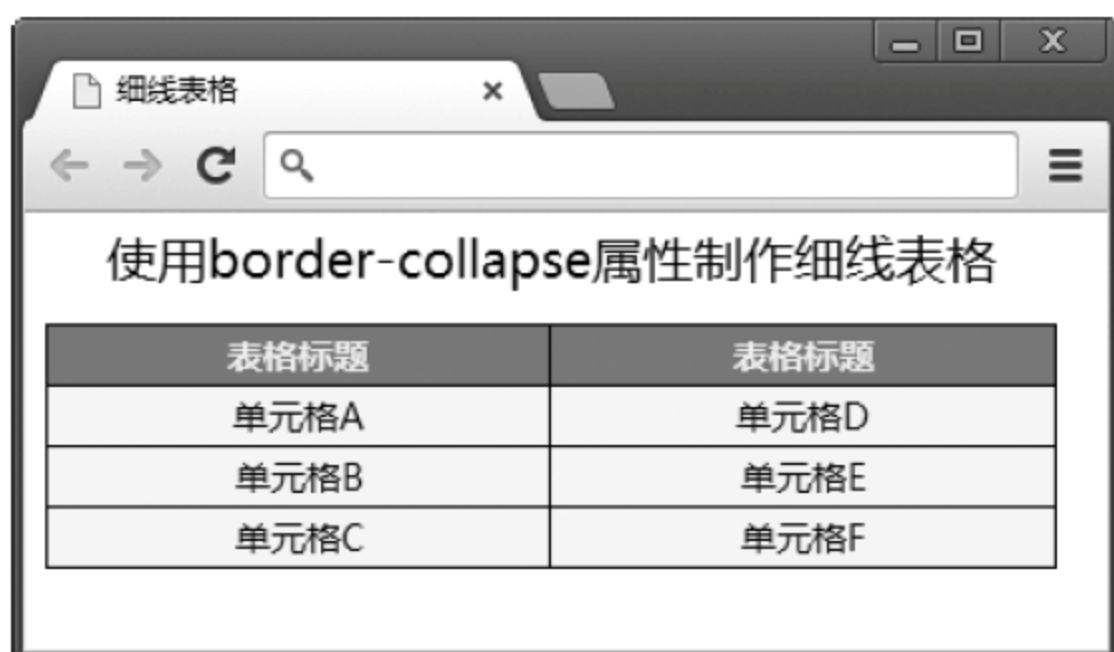 细线表格
使用border-collapse属性制作细线表格
表格标题 表格标题
单元格A 单元格D
单元格B 单元格E
单元格C 单元格F